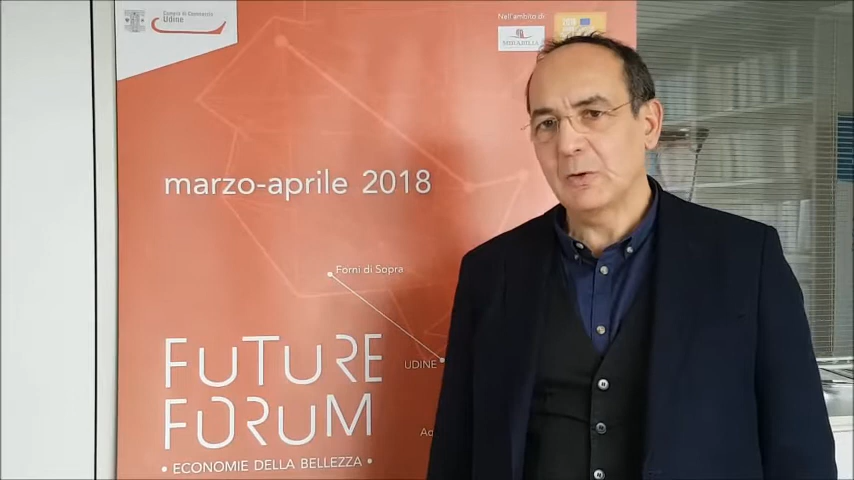 Camera di Commercio
Udine
Nell'ambito di
marzo-aprile 2018
Forni di Sopra
UDINE
FUTURE
FORUM
• ECONOMIE DELLA BELLEZZA •